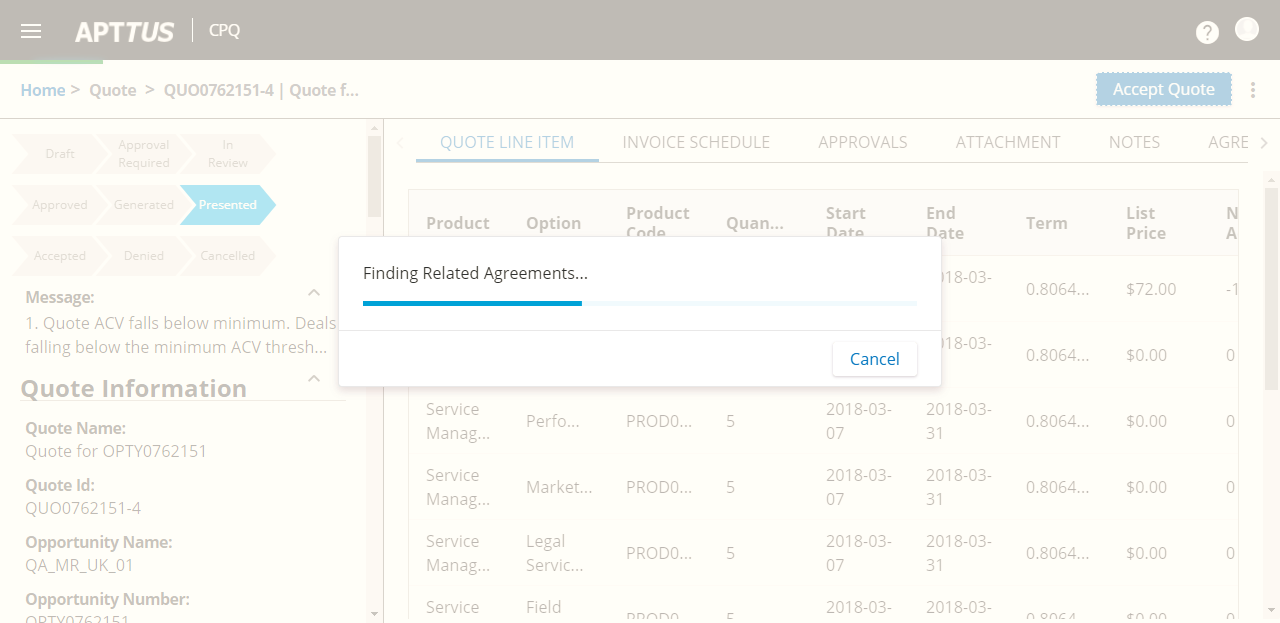 APTTUS CPQ
?
Home > Quote > QUO0762151-4 | Quote f...
Accept Quote
Draft
Approval Required
In Review
Approved
Generated
Presented
Accepted
Denied
Cancelled
Message:
1. Quote ACV falls below minimum. Deals
falling below the minimum ACV thresh...
Quote Information
Quote Name:
Quote for OPTY0762151
Quote Id:
QUO0762151-4
Opportunity Name:
QA_MR_UK_01
Opportunity Number:
OPTY0762151
QUOTE LINE ITEM INVOICE SCHEDULE APPROVALS ATTACHMENT NOTES AGRE
Product Option Product Code Quan... Start Date End Date Term List Price
018-03- 0.8064... $72.00 -1
018-03- 0.8064... $0.00 0
Finding Related Agreements...
Cancel
Service Manag... Perfo... PROD0... 5 2018-03-07 2018-03-31 0.8064... $0.00 0
Service Manag... Market... PROD0... 5 2018-03-07 2018-03-31 0.8064... $0.00 0
Service Manag... Legal Servic... PROD0... 5 2018-03-07 2018-03-31 0.8064... $0.00 0
Service Field PROD0... 5 2018-03- 2018-03- 0.8064... $0.00 0